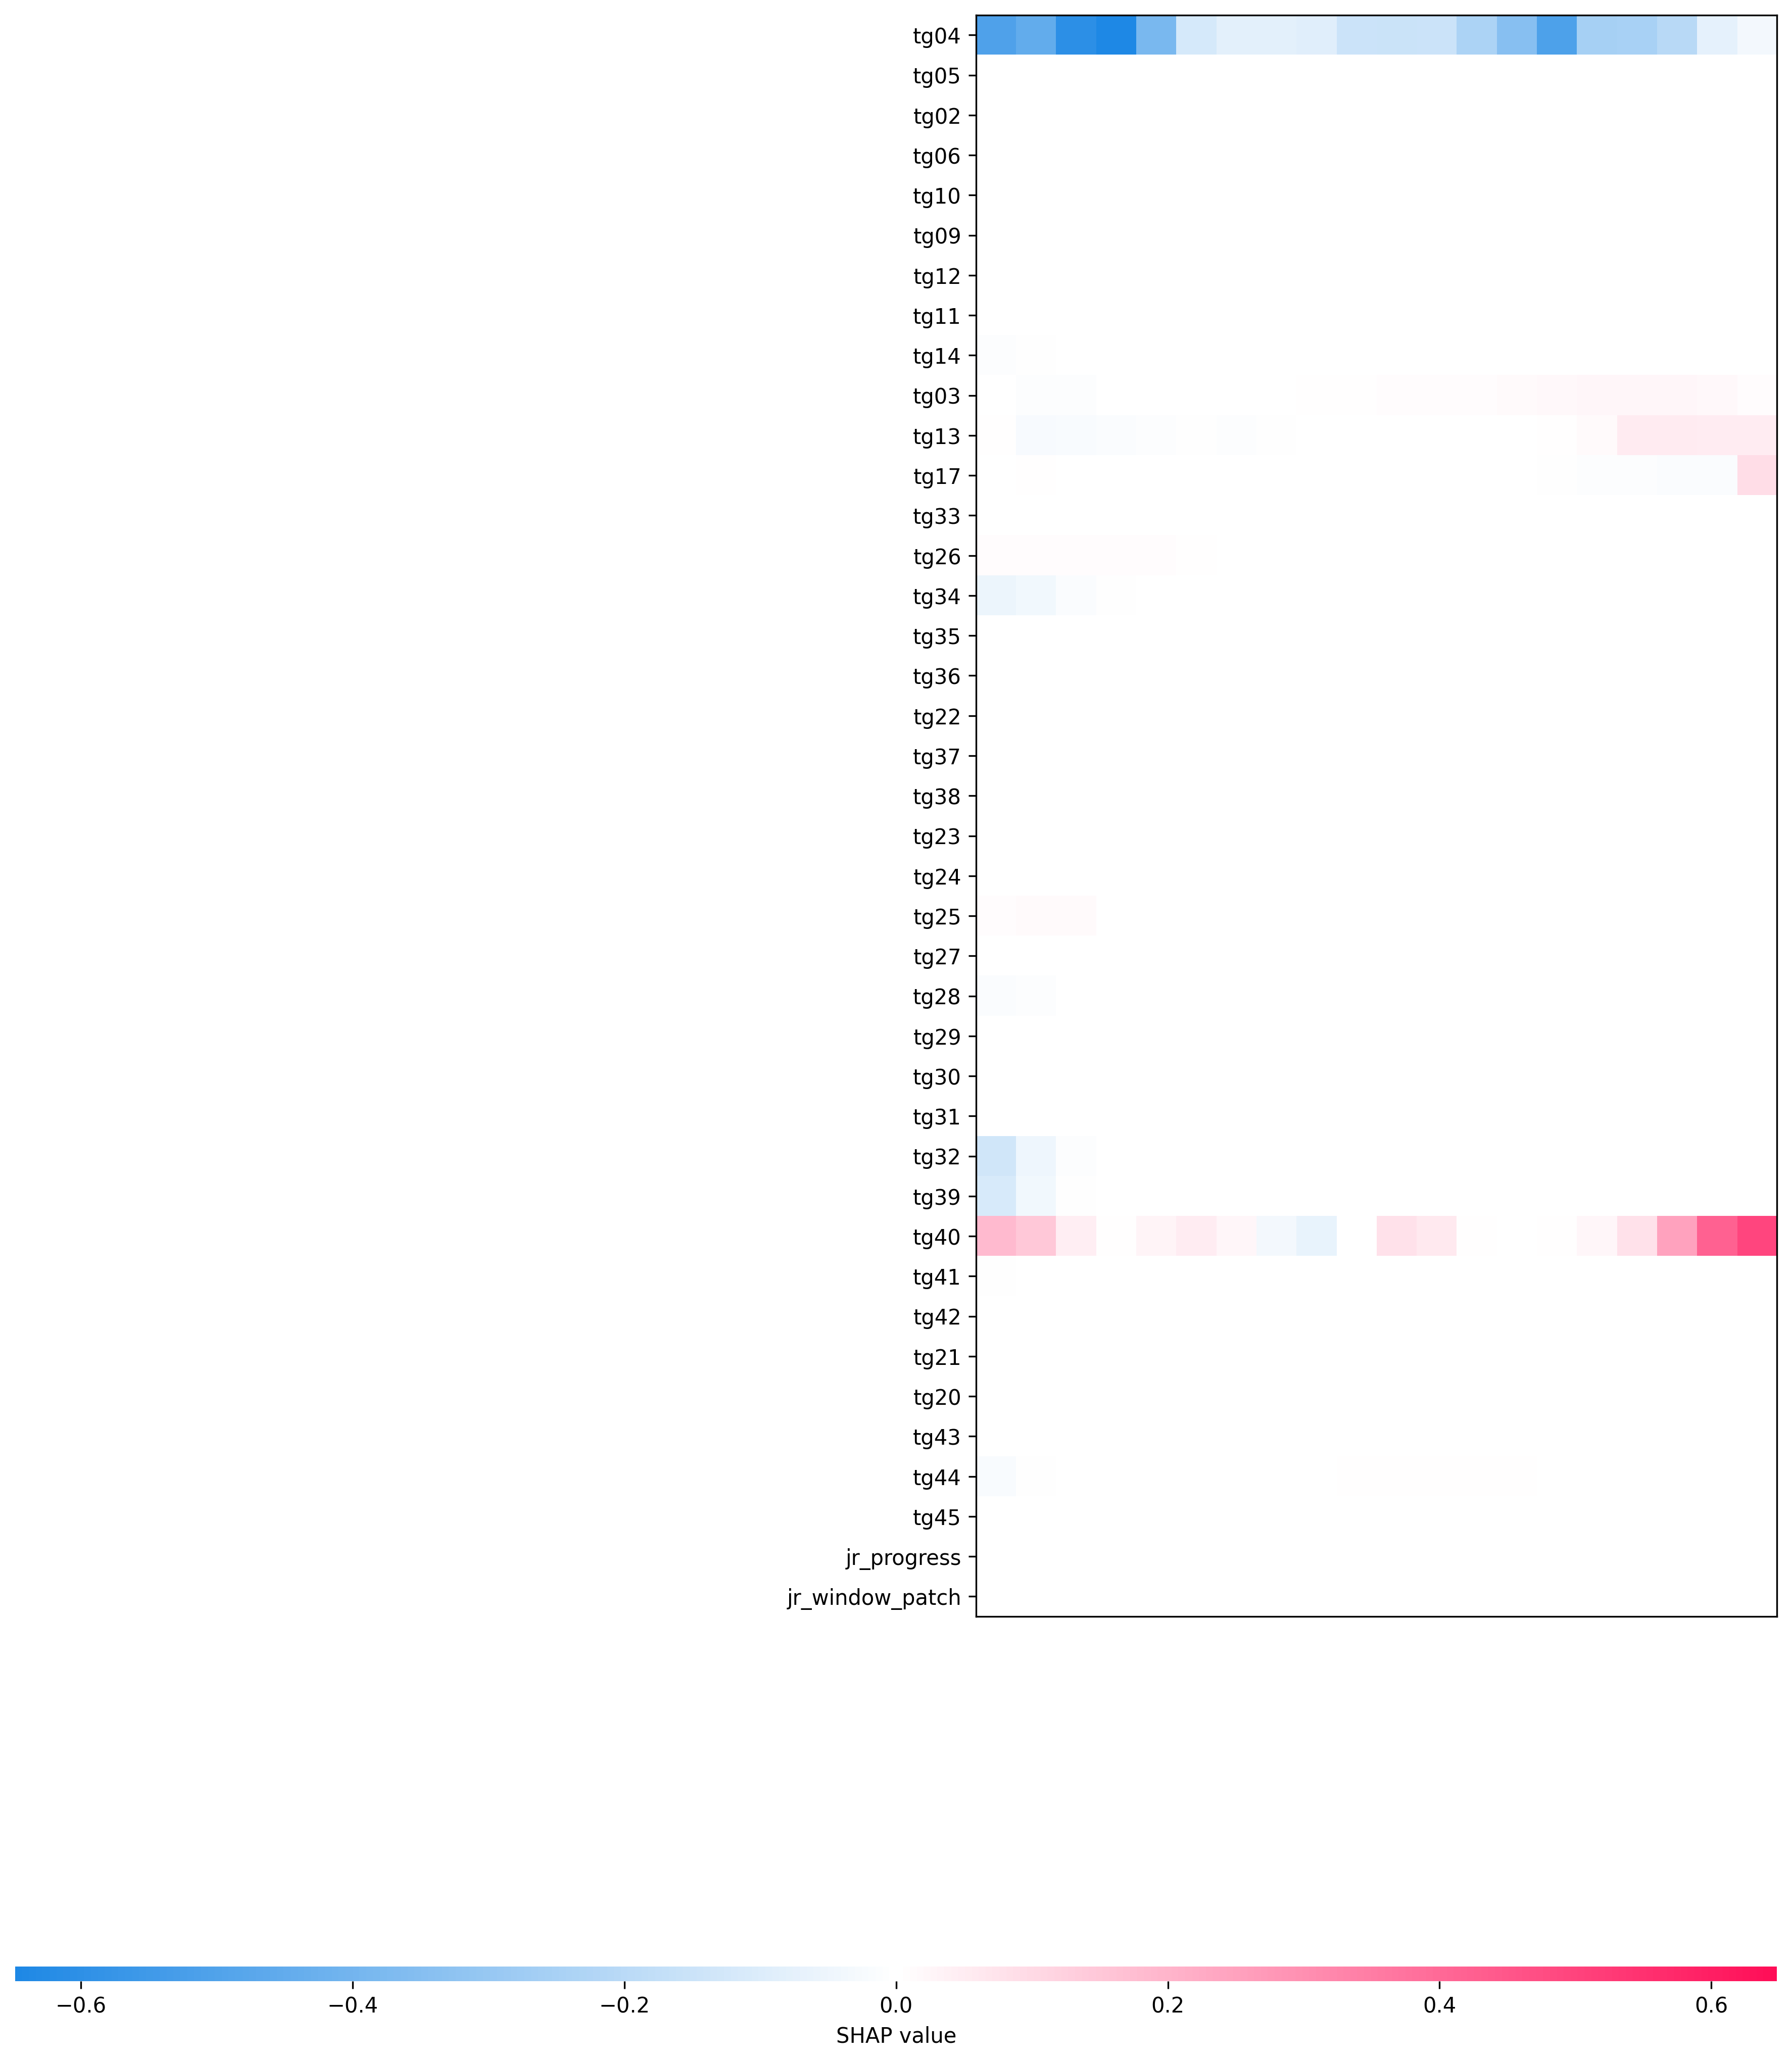 tg04
tg05
tg02
tg06
tg10
tg09
tg12
tg11
tg14
tg03
tg13
tg17
tg33
tg26
tg34
tg35
tg36
tg22
tg37
tg38
tg23
tg24
tg25
tg27
tg28
tg29
tg30
tg31
tg32
tg39
tg40
tg41
tg42
tg21
tg20
tg43
tg44
tg45
jr_progress
jr_window_patch
−0.6 −0.4 −0.2 0.0 0.2 0.4 0.6
SHAP value